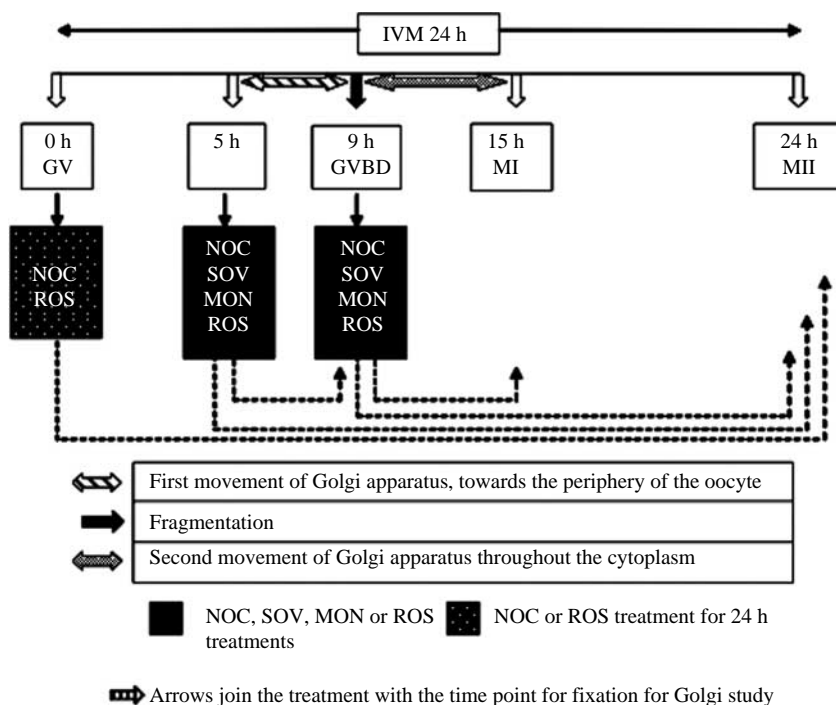 IVM 24 h
0 h
GV
5 h
9 h
GVBD
15 h
MI
24 h
MII
NOC
ROS
NOC
SOV
MON
ROS
NOC
SOV
MON
ROS
First movement of Golgi apparatus, towards the periphery of the oocyte
Fragmentation
Second movement of Golgi apparatus throughout the cytoplasm
NOC, SOV, MON or ROS
treatments
NOC or ROS treatment for 24 h
Arrows join the treatment with the time point for fixation for Golgi study